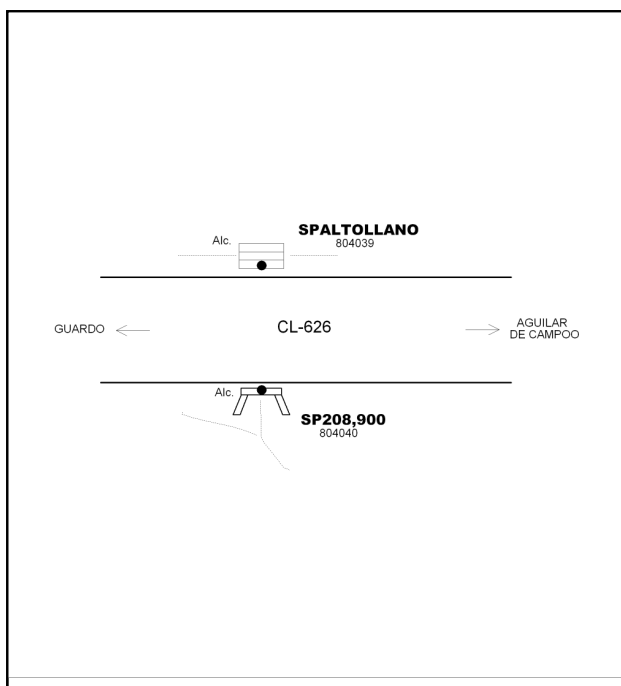 SPALTOLLANO
Alc.
804039
GUARDO
CL-626
AGUILAR
DE CAMPOO
Alc.
SP208,900
804040